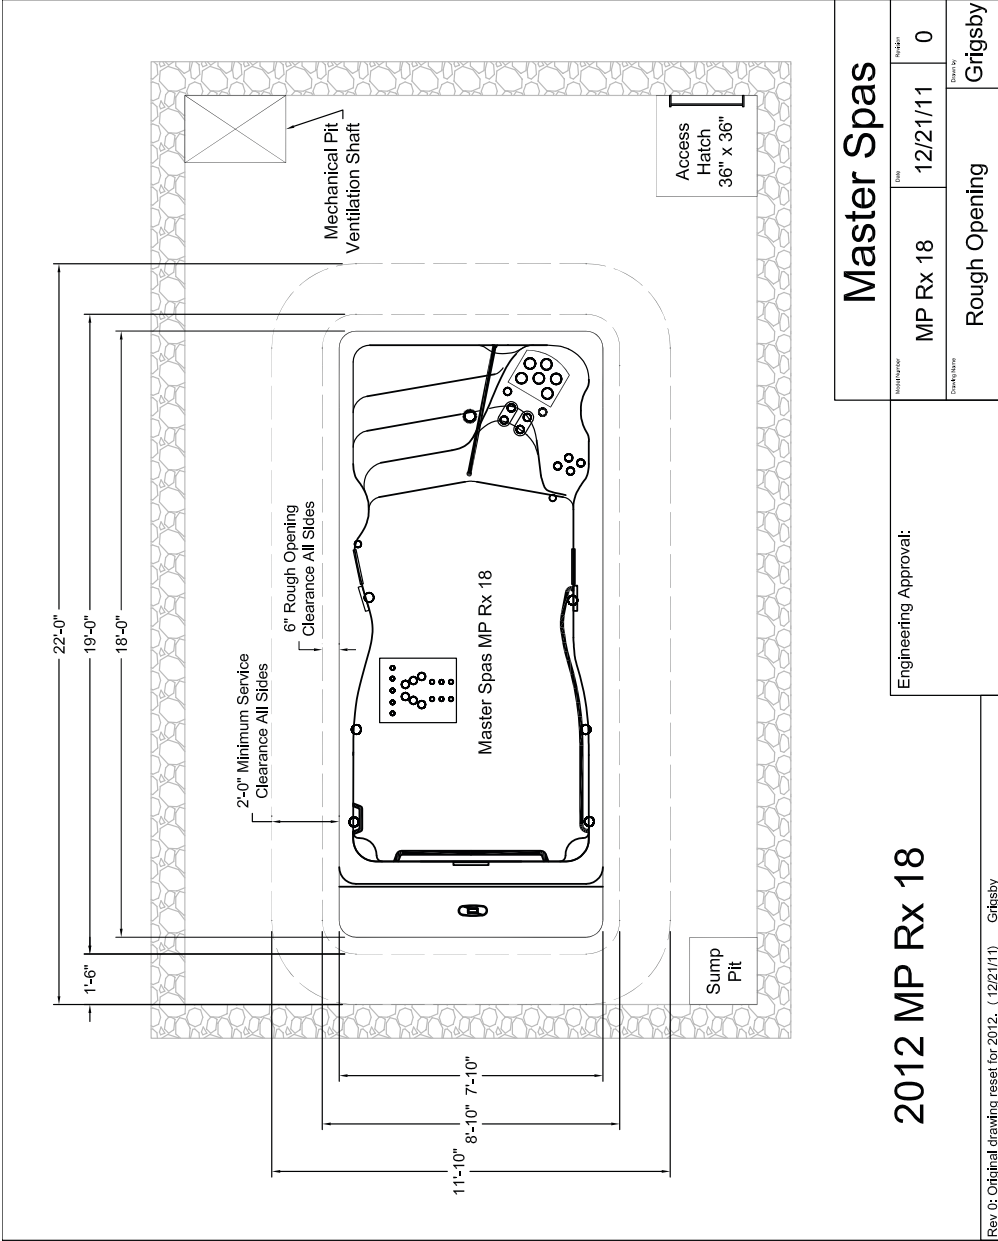 22'-0"
19'-0"
18'-0"
1'-6"
2'-0" Minimum Service
Clearance All Sides
6" Rough Opening
Clearance All Sides
Mechanical Pit
Ventilation Shaft
Access
Hatch
36" x 36"
Master Spas MP Rx 18
Sump
Pit
7'-10"
8'-10"
11'-10"
2012 MP Rx 18
Rev 0: Original drawing reset for 2012. ( 12/21/11) Grigsby
Engineering Approval:
Master Spas
Model Number
MP Rx 18
Date
12/21/11
Revision
0
Drawing Name
Rough Opening
Drawn by
Grigsby